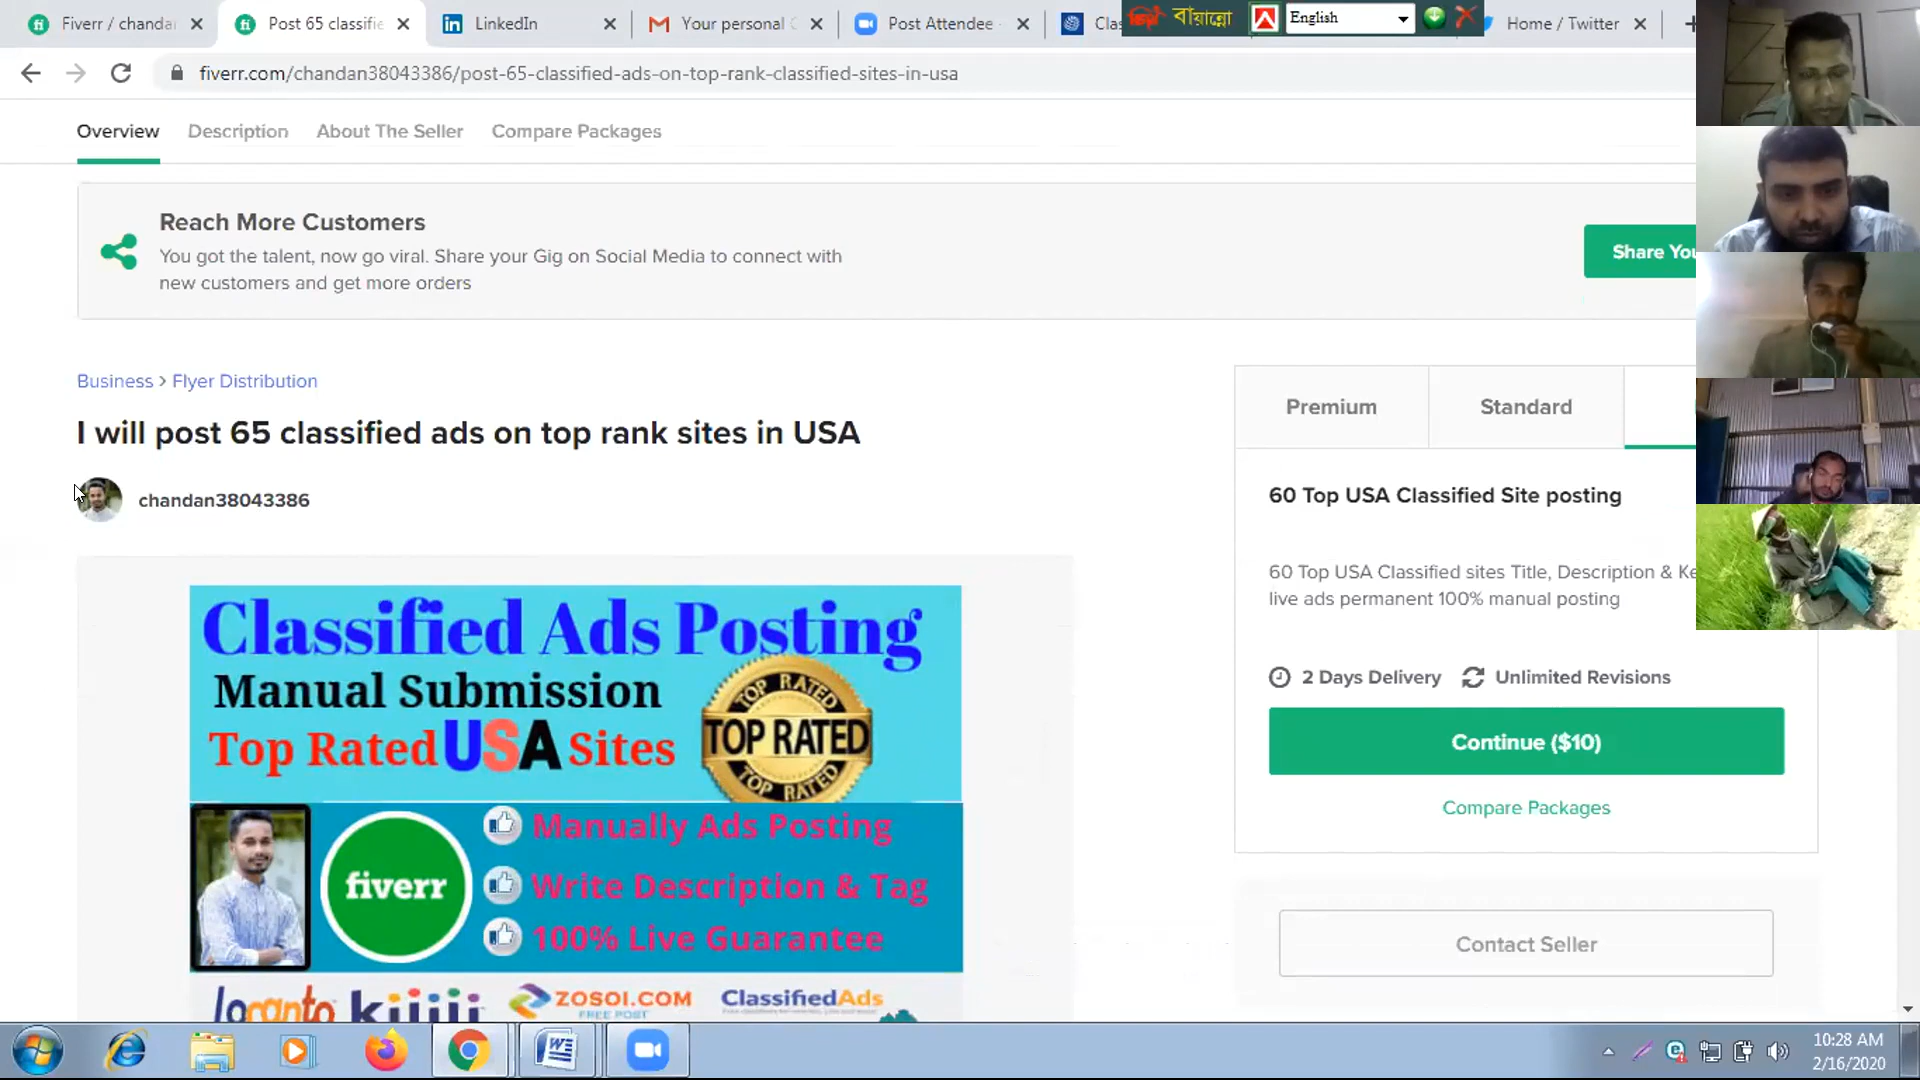 Fiverr / chandan
Post 65 classifie
LinkedIn
Your personal
Post Attendee -
Clas
বায়ান্নো
English
Home / Twitter
fiverr.com/chandan38043386/post-65-classified-ads-on-top-rank-classified-sites-in-usa
Overview
Description
About The Seller
Compare Packages
Reach More Customers
You got the talent, now go viral. Share your Gig on Social Media to connect with
new customers and get more orders
Share You
Business > Flyer Distribution
I will post 65 classified ads on top rank sites in USA
chandan38043386
Premium
Standard
60 Top USA Classified Site posting
60 Top USA Classified sites Title, Description & Ke
live ads permanent 100% manual posting
2 Days Delivery
Unlimited Revisions
Continue ($10)
Compare Packages
Contact Seller
Classified Ads Posting
Manual Submission
Top Rated USA Sites
TOP RATED
TOP RATED
TOP RATED
fiverr
Manually Ads Posting
Write Description & Tag
100% Live Guarantee
loranto
kijiji
ZOSOI.COM
FREE POST
ClassifiedAds
10:28 AM
2/16/2020